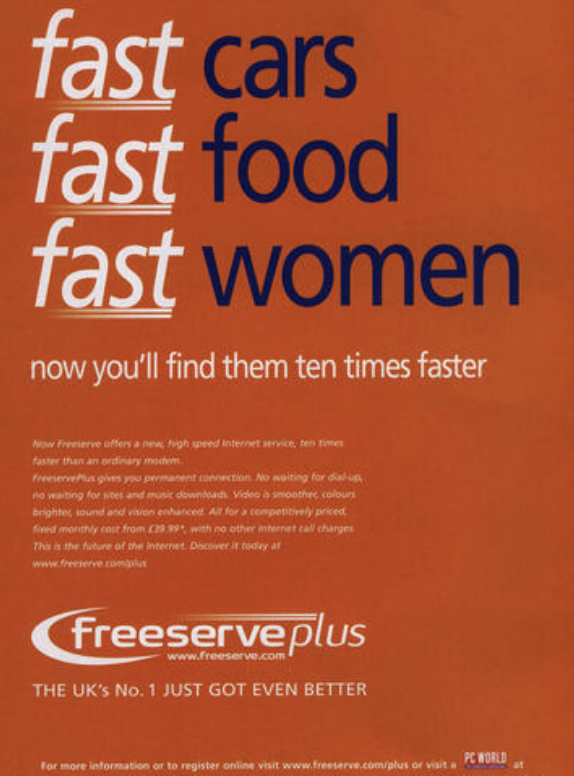 fast cars
fast food
fast women
now you'll find them ten times faster
Now Freeserve offers a new, high speed Internet service, ten times
faster than an ordinary modem.
FreeservePlus gives you permanent connection. No waiting for dial-up,
no waiting for sites and music downloads. Video is smoother, colours
brighter, sound and vision enhanced. All for a competitively priced,
fixed monthly cost from £39.99*, with no other Internet call charges.
This is the future of the Internet. Discover it today at
www.freeserve.com/plus
freeserve plus
www.freeserve.com
THE UK's No. 1 JUST GOT EVEN BETTER
For more information or to register online visit www.freeserve.com/plus or visit a PC WORLD at